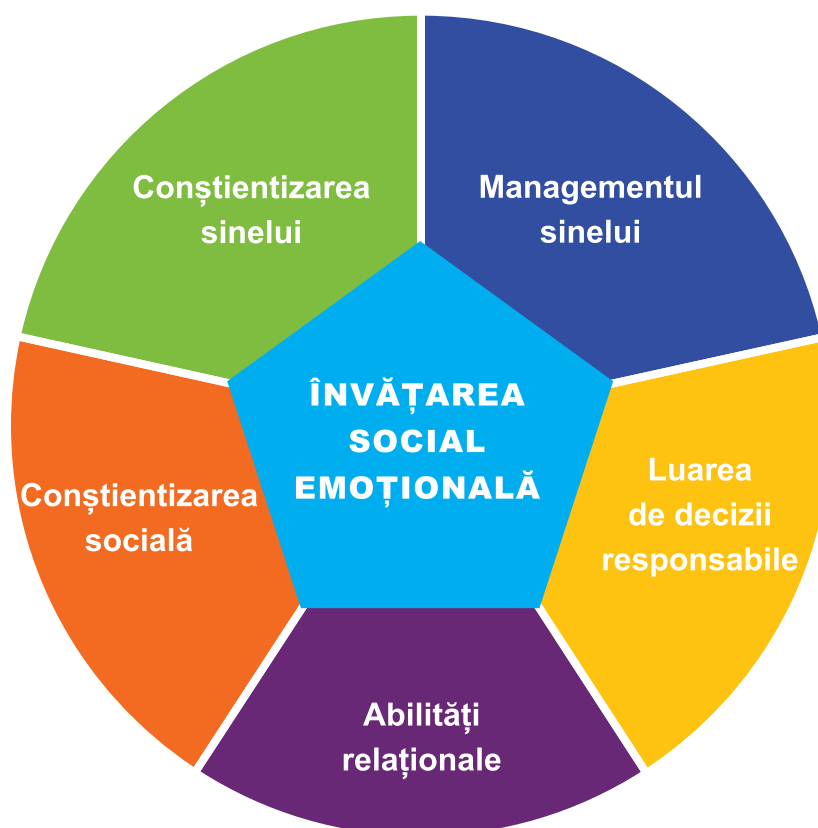 Conștientizarea
sinelui
Managementul
sinelui
ÎNVĂȚAREA
SOCIAL
EMOȚIONALĂ
Luarea
de decizii
responsabile
Conștientizarea
socială
Abilități
relaționale